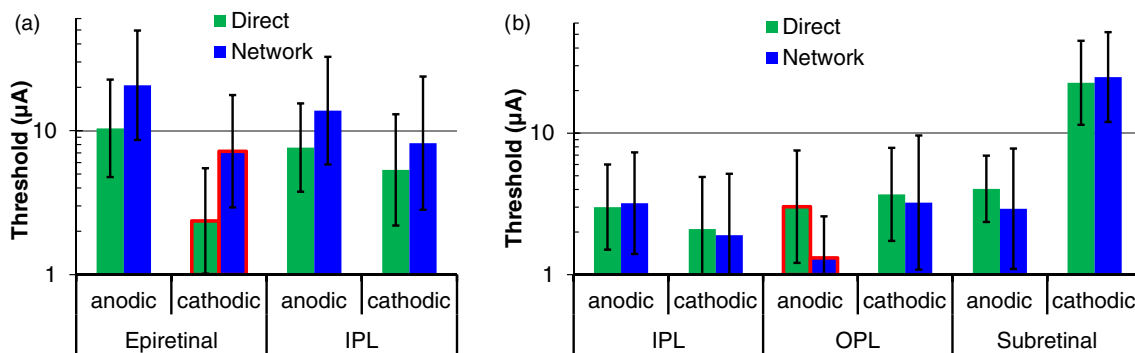 (a)
Direct
Network
Threshold (µA)
10
1
anodic cathodic anodic cathodic
Epiretinal IPL
(b)
Direct
Network
Threshold (µA)
10
1
anodic cathodic anodic cathodic anodic cathodic
IPL OPL Subretinal